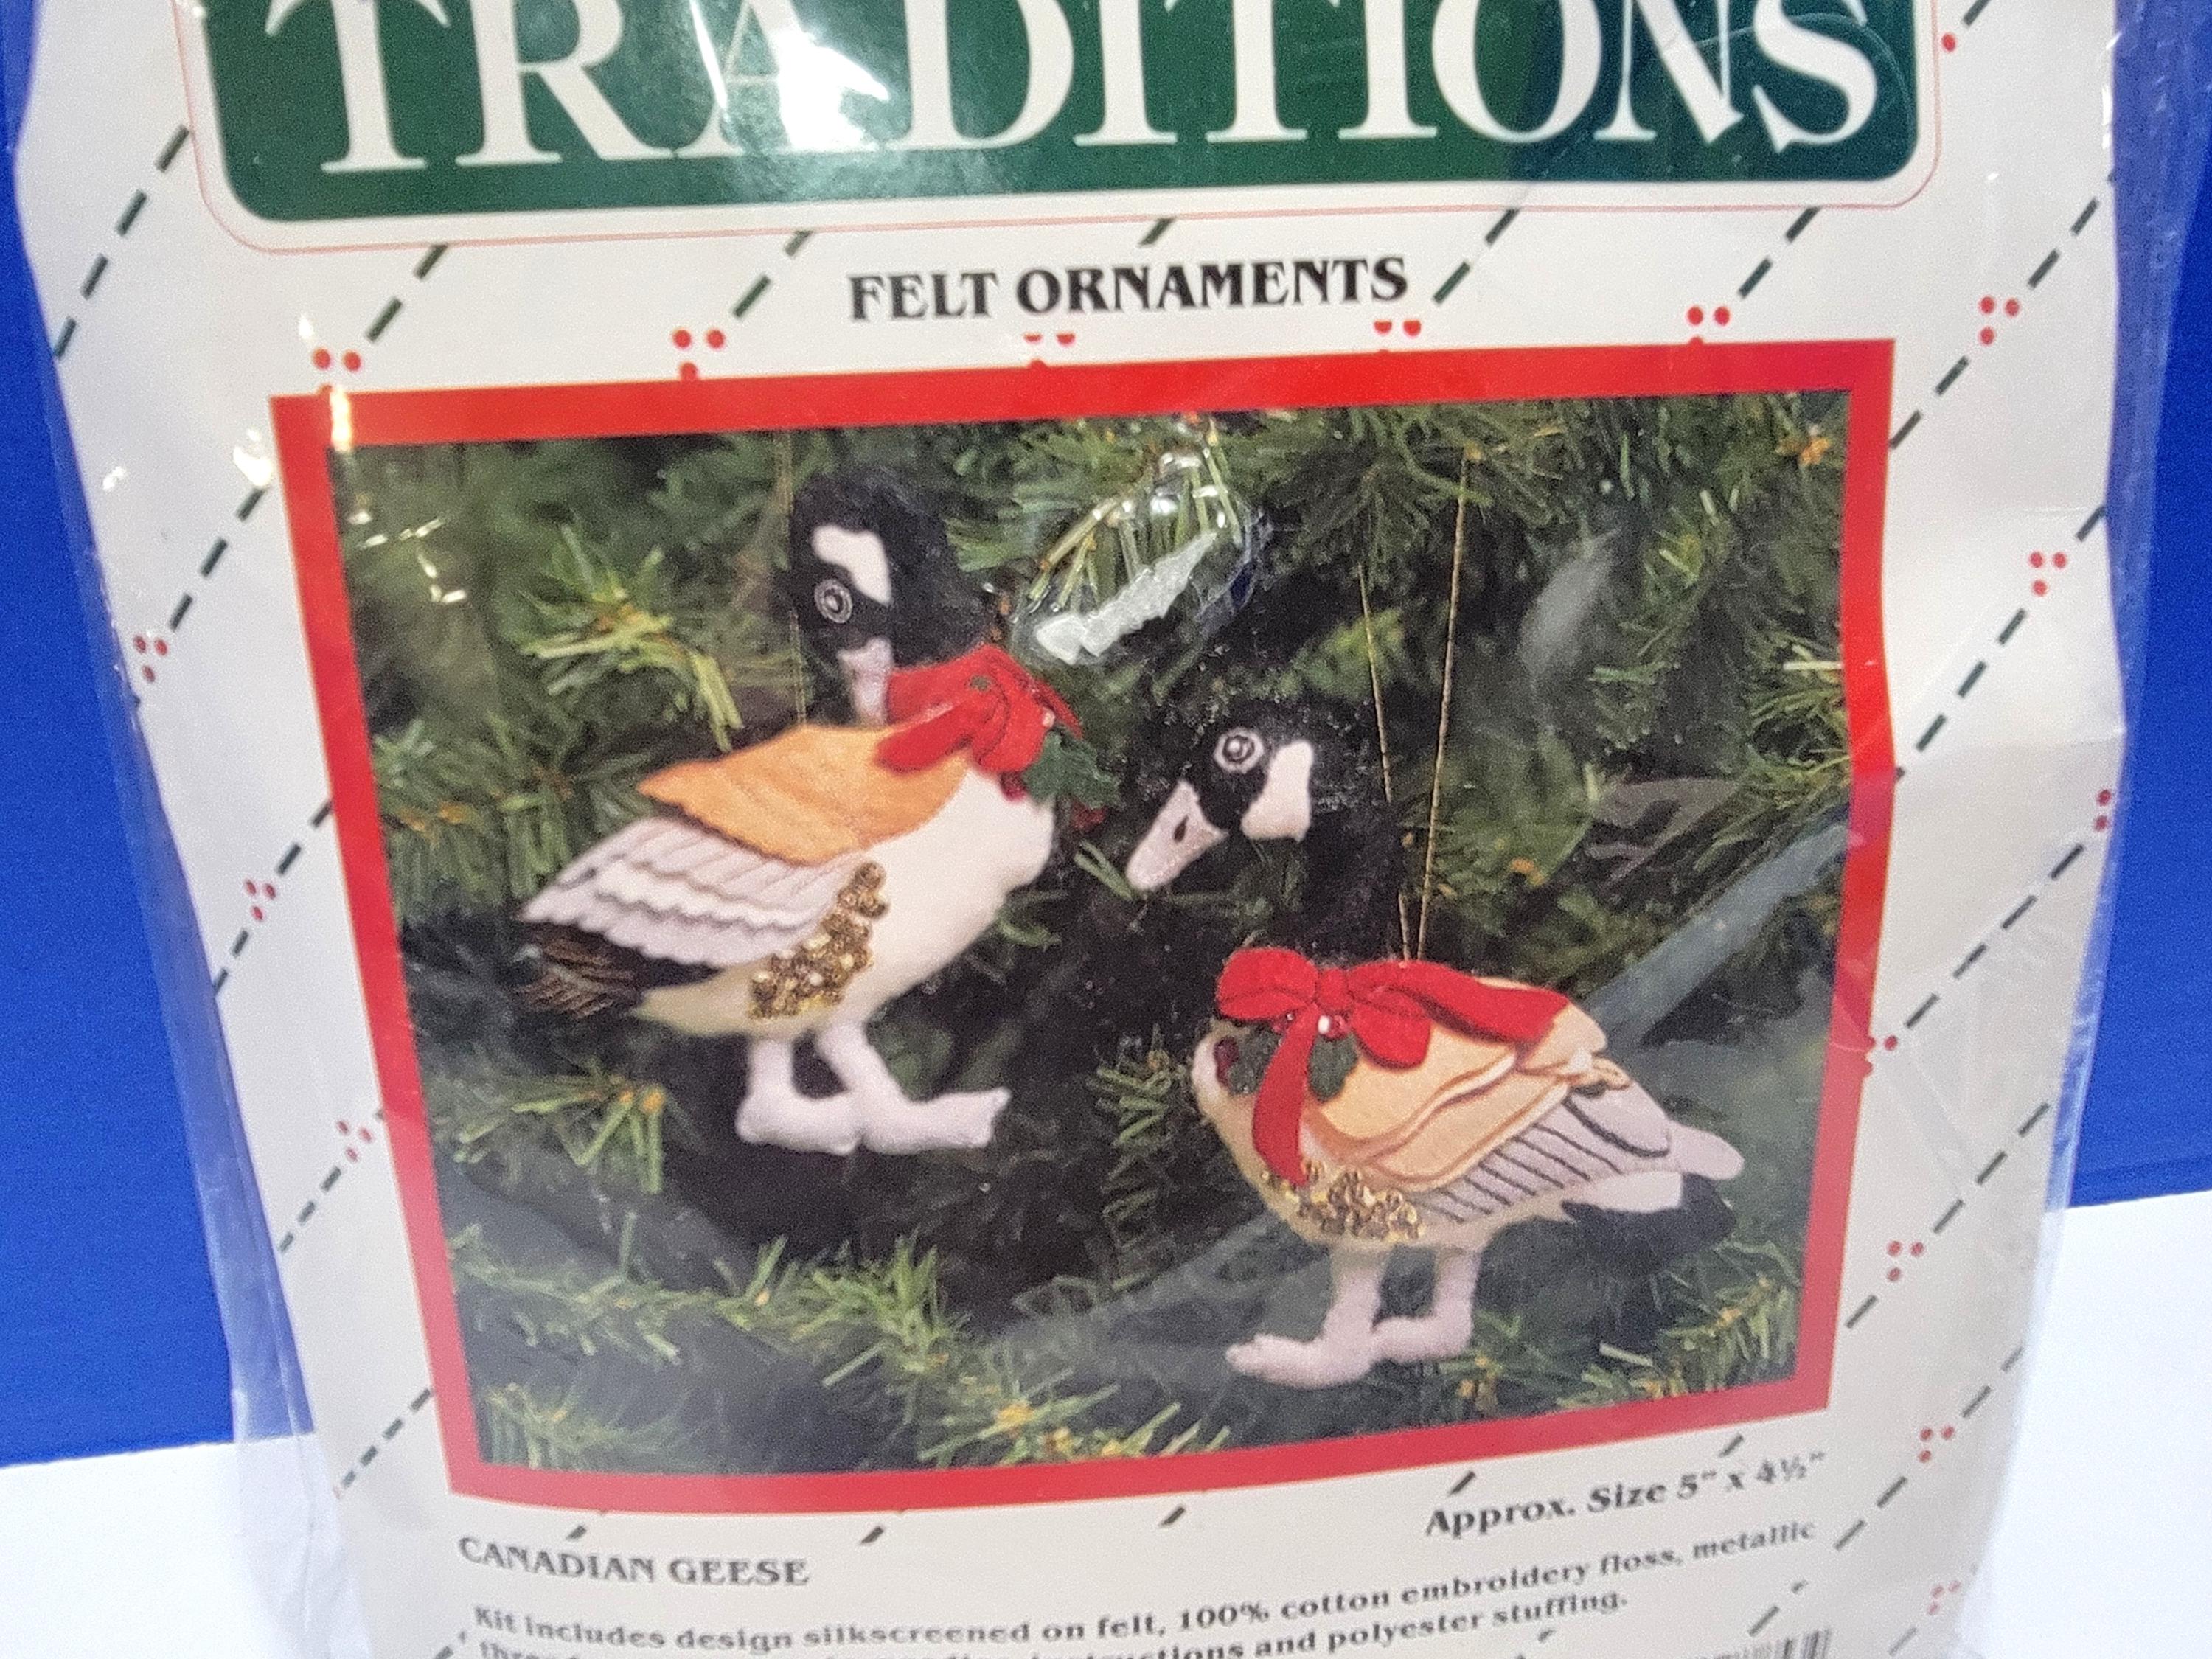 TRADITIONS
FELT ORNAMENTS
Approx. Size 5" x 4½"
CANADIAN GEESE
Kit includes design silkscreened on felt, 100% cotton embroidery floss, metallic
instructions and polyester stuffing.